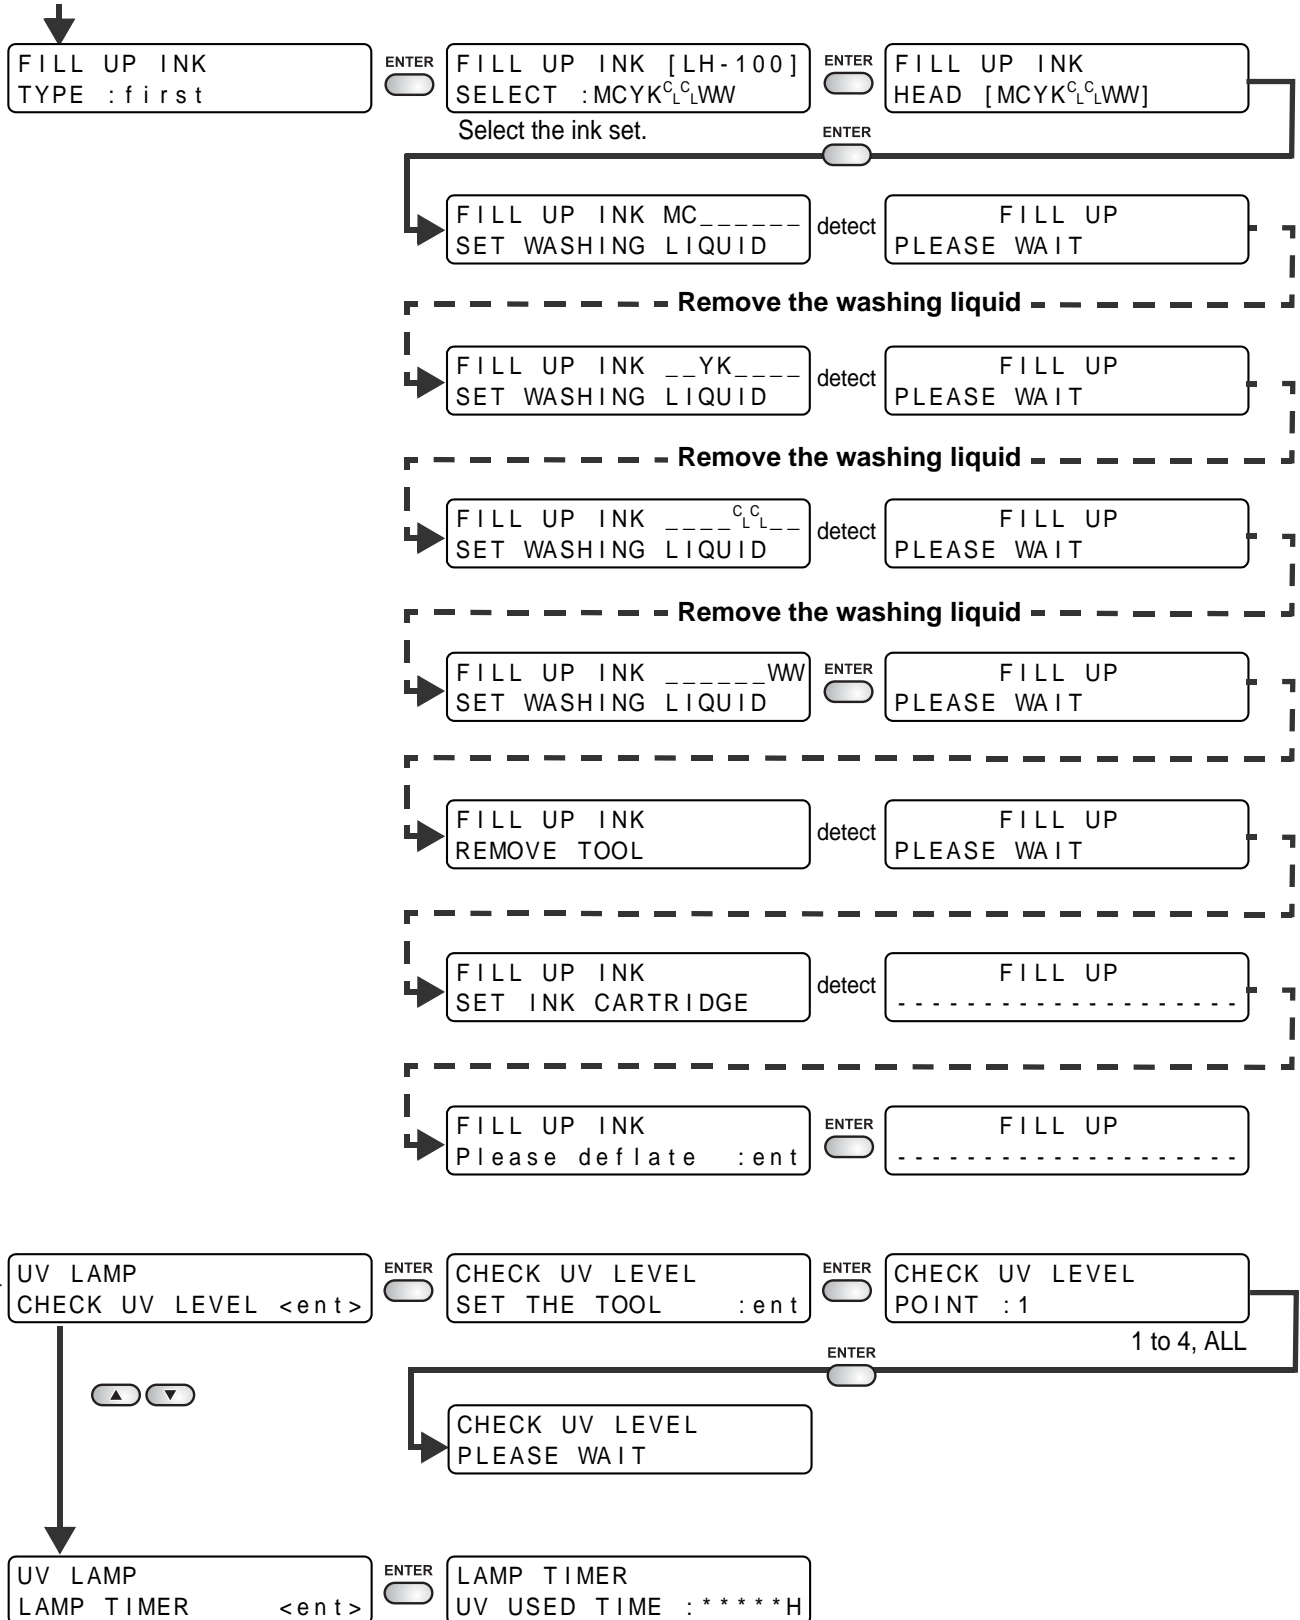 FILL UP INK
TYPE :first
ENTER
FILL UP INK [LH-100]
SELECT :MCYKCLCLWW
Select the ink set.
ENTER
FILL UP INK
HEAD [MCYKCLCLWW]
ENTER
FILL UP INK MC______
SET WASHING LIQUID
detect
FILL UP
PLEASE WAIT
Remove the washing liquid
FILL UP INK __YK____
SET WASHING LIQUID
detect
FILL UP
PLEASE WAIT
Remove the washing liquid
FILL UP INK ____CLCL__
SET WASHING LIQUID
detect
FILL UP
PLEASE WAIT
Remove the washing liquid
FILL UP INK ______WW
SET WASHING LIQUID
ENTER
FILL UP
PLEASE WAIT
FILL UP INK
REMOVE TOOL
detect
FILL UP
PLEASE WAIT
FILL UP INK
SET INK CARTRIDGE
detect
FILL UP
--------------------
FILL UP INK
Please deflate :ent
ENTER
FILL UP
--------------------
UV LAMP
CHECK UV LEVEL <ent>
ENTER
CHECK UV LEVEL
SET THE TOOL :ent
ENTER
CHECK UV LEVEL
POINT :1
1 to 4, ALL
ENTER
CHECK UV LEVEL
PLEASE WAIT
UV LAMP
LAMP TIMER <ent>
ENTER
LAMP TIMER
UV USED TIME :*****H